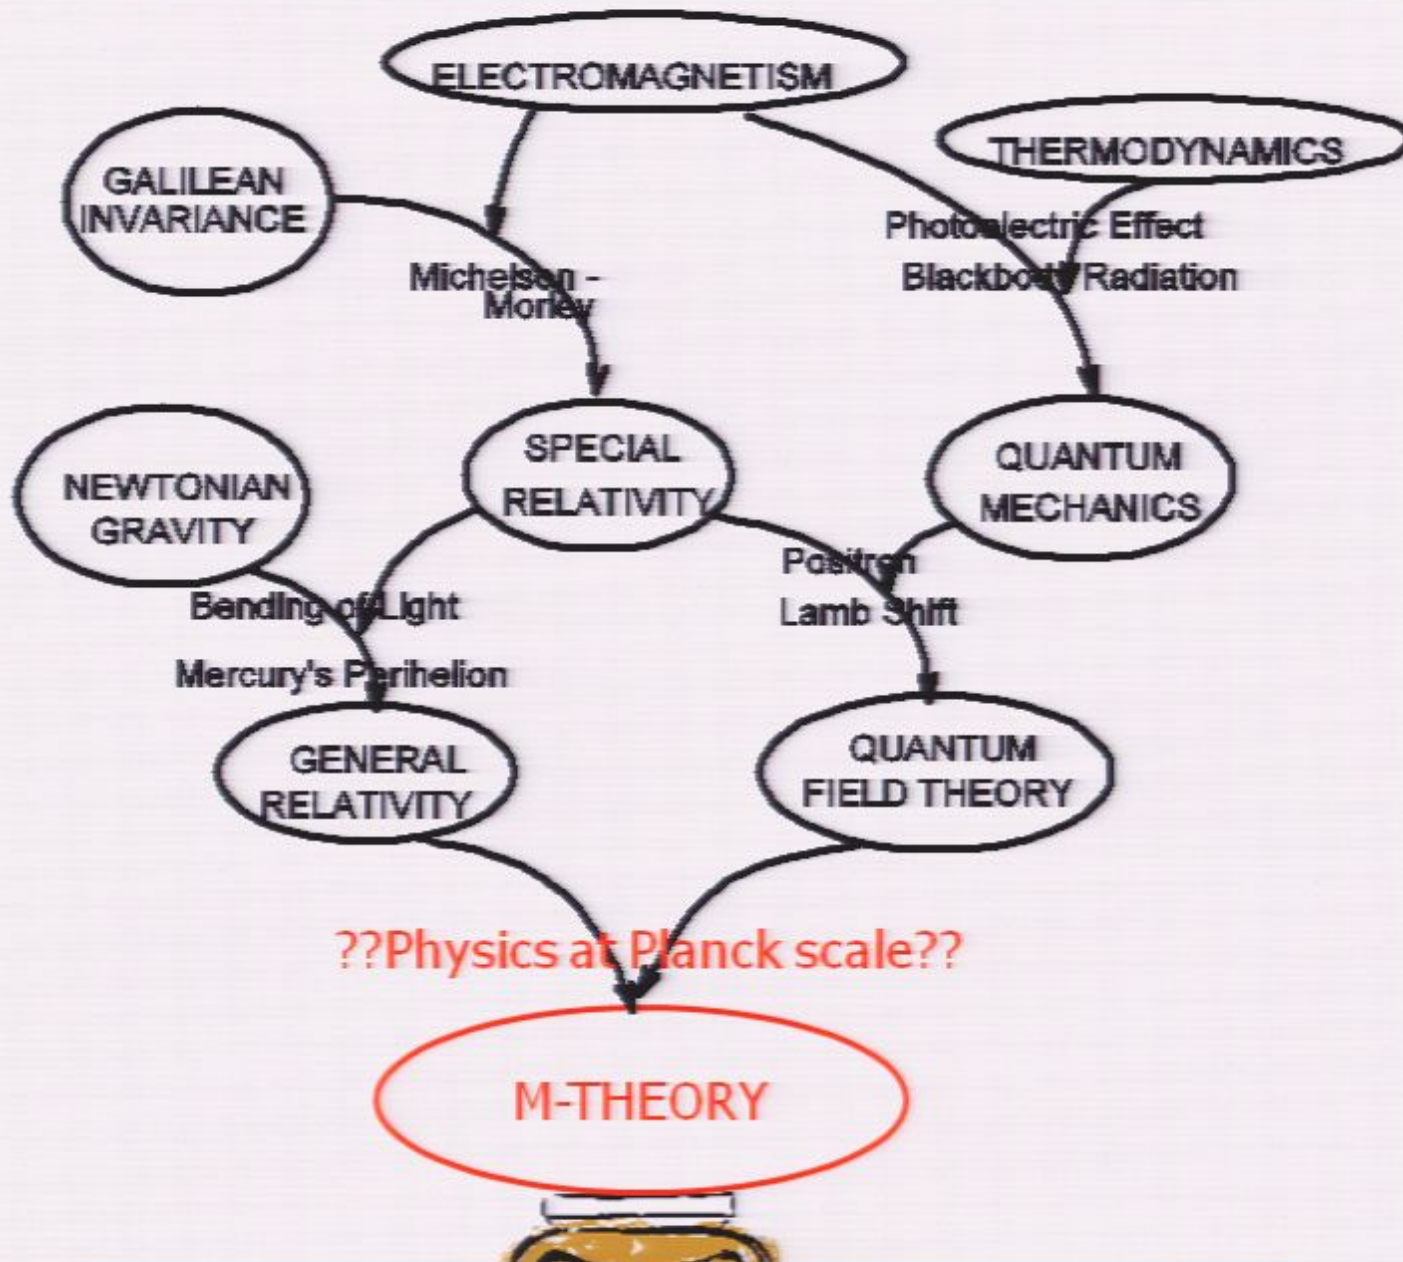 ELECTROMAGNETISM
THERMODYNAMICS
GALILEAN
INVARIANCE
Photoelectric Effect
Michelson -
Morley
Blackbody Radiation
NEWTONIAN
GRAVITY
SPECIAL
RELATIVITY
QUANTUM
MECHANICS
Positron
Lamb Shift
Bending of Light
Mercury's Perihelion
GENERAL
RELATIVITY
QUANTUM
FIELD THEORY
??Physics at Planck scale??
M-THEORY